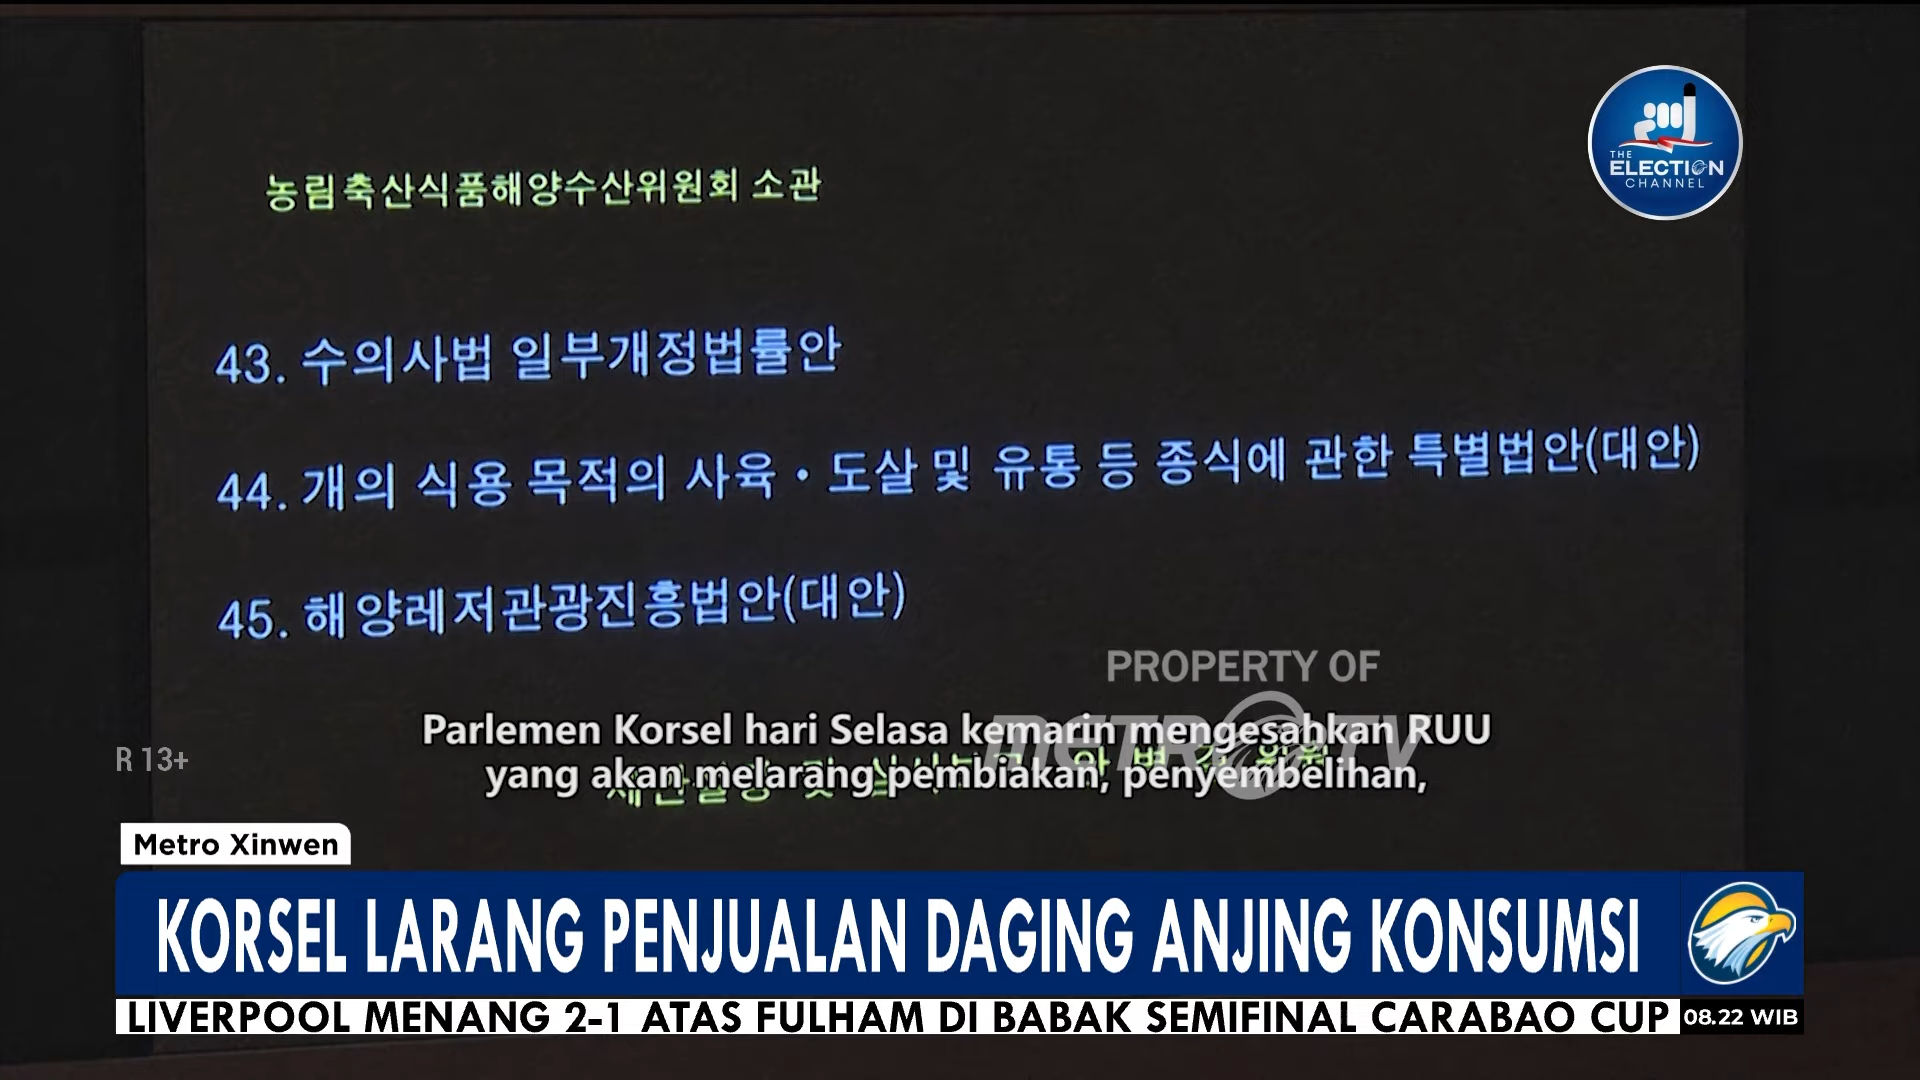 농림축산식품해양수산위원회 소관
THE
ELECTION
CHANNEL
43. 수의사법 일부개정법률안
44. 개의 식용 목적의 사육·도살 및 유통 등 종식에 관한 특별법안(대안)
45. 해양레저관광진흥법안(대안)
PROPERTY OF
METRO TV
Parlemen Korsel hari Selasa kemarin mengesahkan RUU
yang akan melarang pembiakan, penyembelihan,
R 13+
Metro Xinwen
KORSEL LARANG PENJUALAN DAGING ANJING KONSUMSI
LIVERPOOL MENANG 2-1 ATAS FULHAM DI BABAK SEMIFINAL CARABAO CUP
08.22 WIB